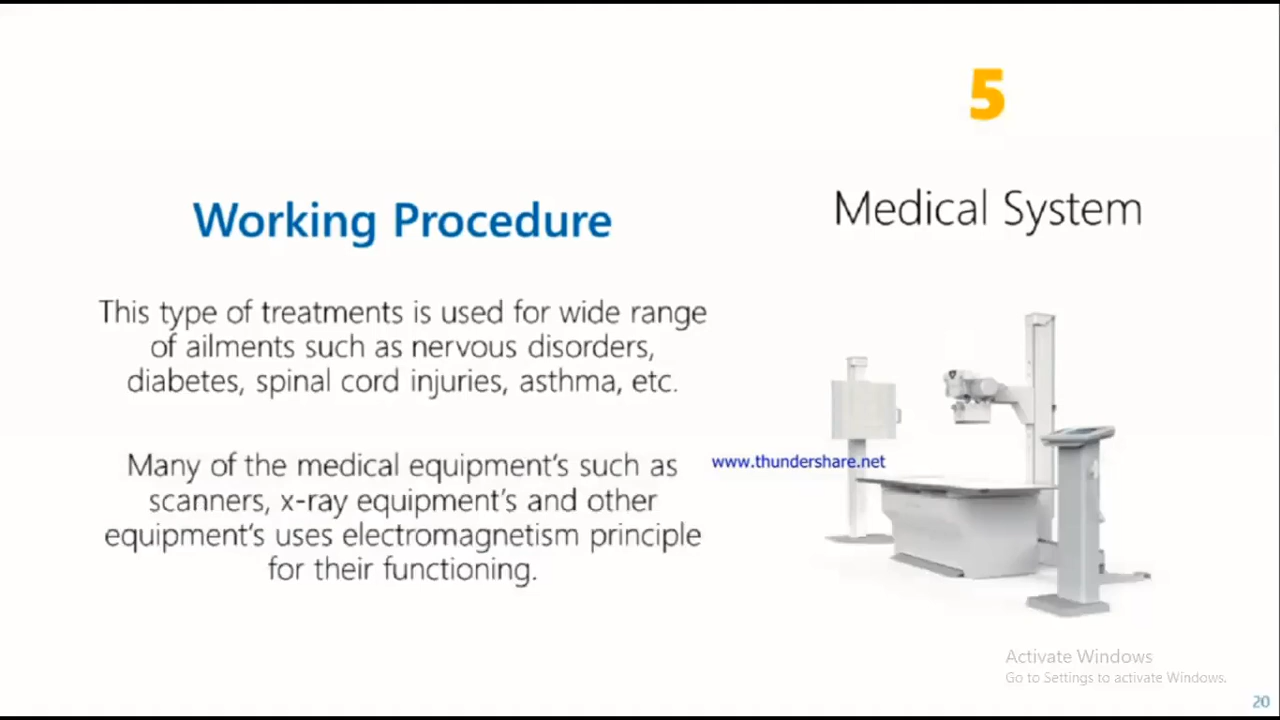 5
Medical System
Working Procedure
This type of treatments is used for wide range
of ailments such as nervous disorders,
diabetes, spinal cord injuries, asthma, etc.
Many of the medical equipment's such as
scanners, x-ray equipment's and other
equipment's uses electromagnetism principle
for their functioning.
www.thundershare.net
Activate Windows
Go to Settings to activate Windows.
20